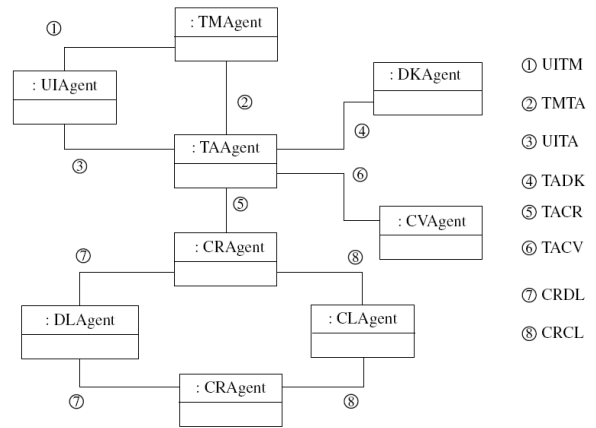 ① : TMAgent
: UIAgent : DKAgent ① UITM
② ② TMTA
④
: TAAgent ③ UITA
③ ⑥ ④ TADK
⑤ ⑤ TACR
: CVAgent
: CRAgent ⑥ TACV
⑦ ⑧
⑦ CRDL
: DLAgent : CLAgent
⑧ CRCL
: CRAgent
⑦ ⑧